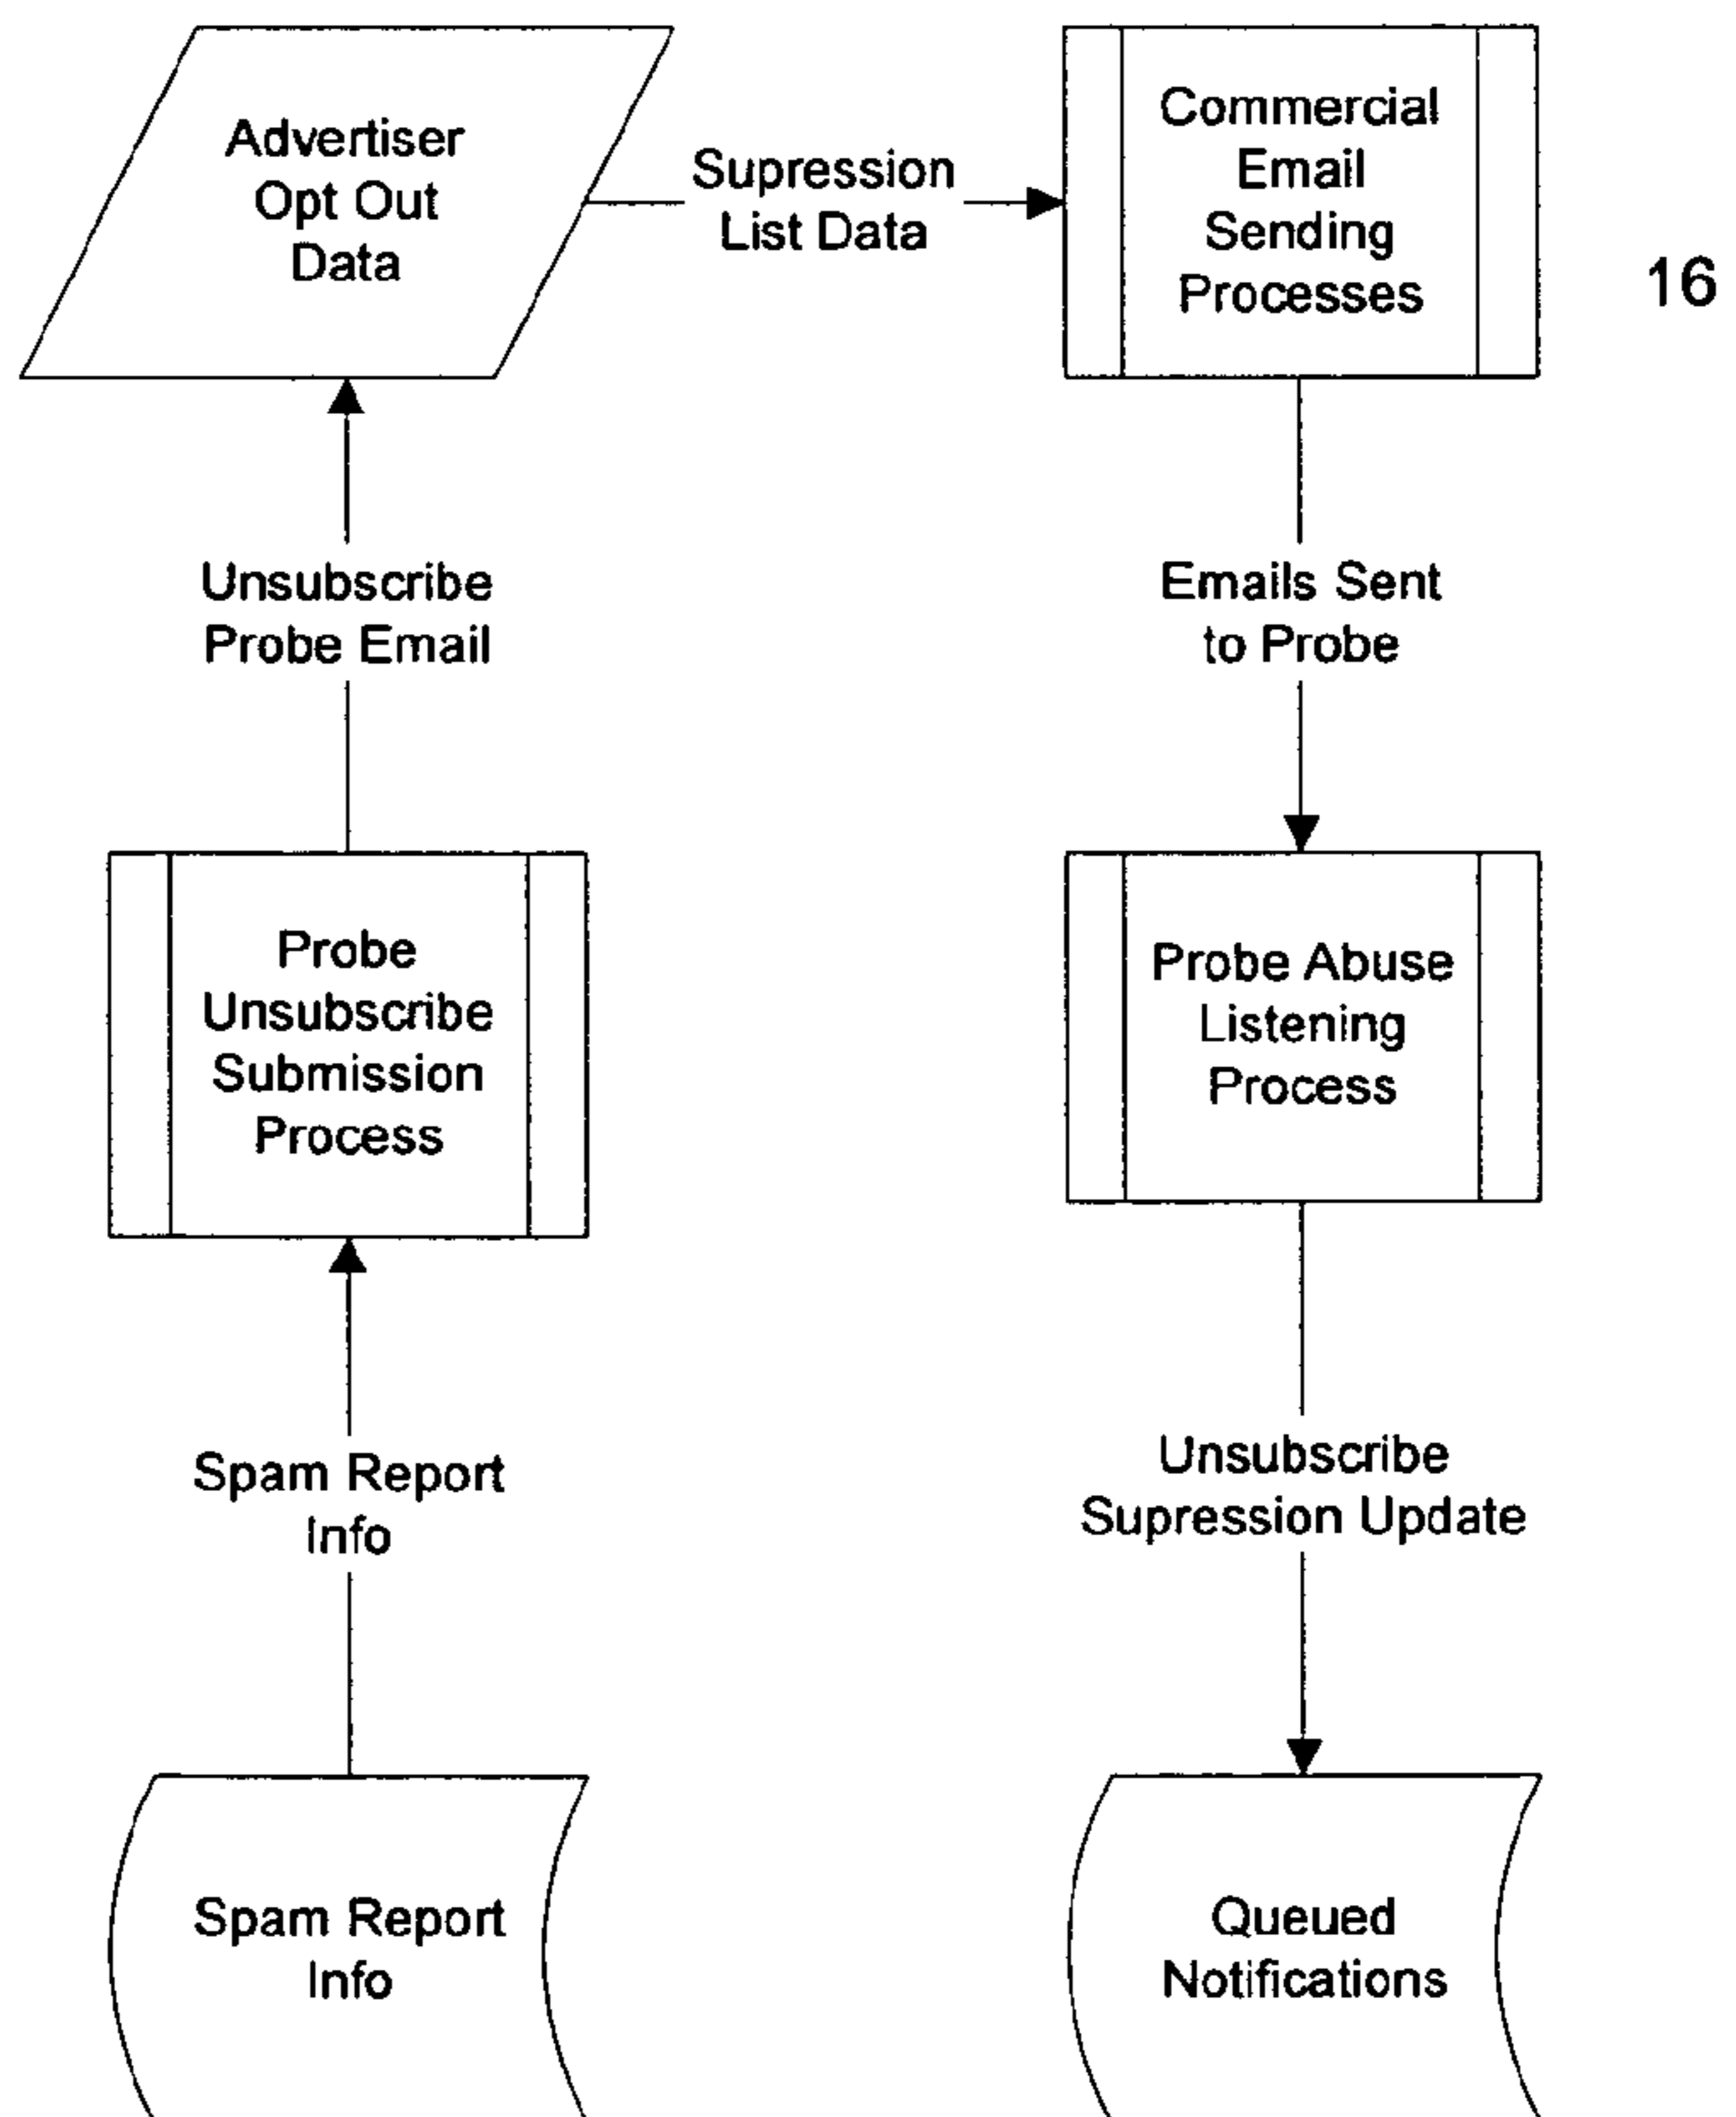 Advertiser
Opt Out
Data
Supression
List Data
Commercial
Email
Sending
Processes
16
Unsubscribe
Probe Email
Emails Sent
to Probe
Probe
Unsubscribe
Submission
Process
Probe Abuse
Listening
Process
Spam Report
Info
Unsubscribe
Supression Update
Spam Report
Info
Queued
Notifications